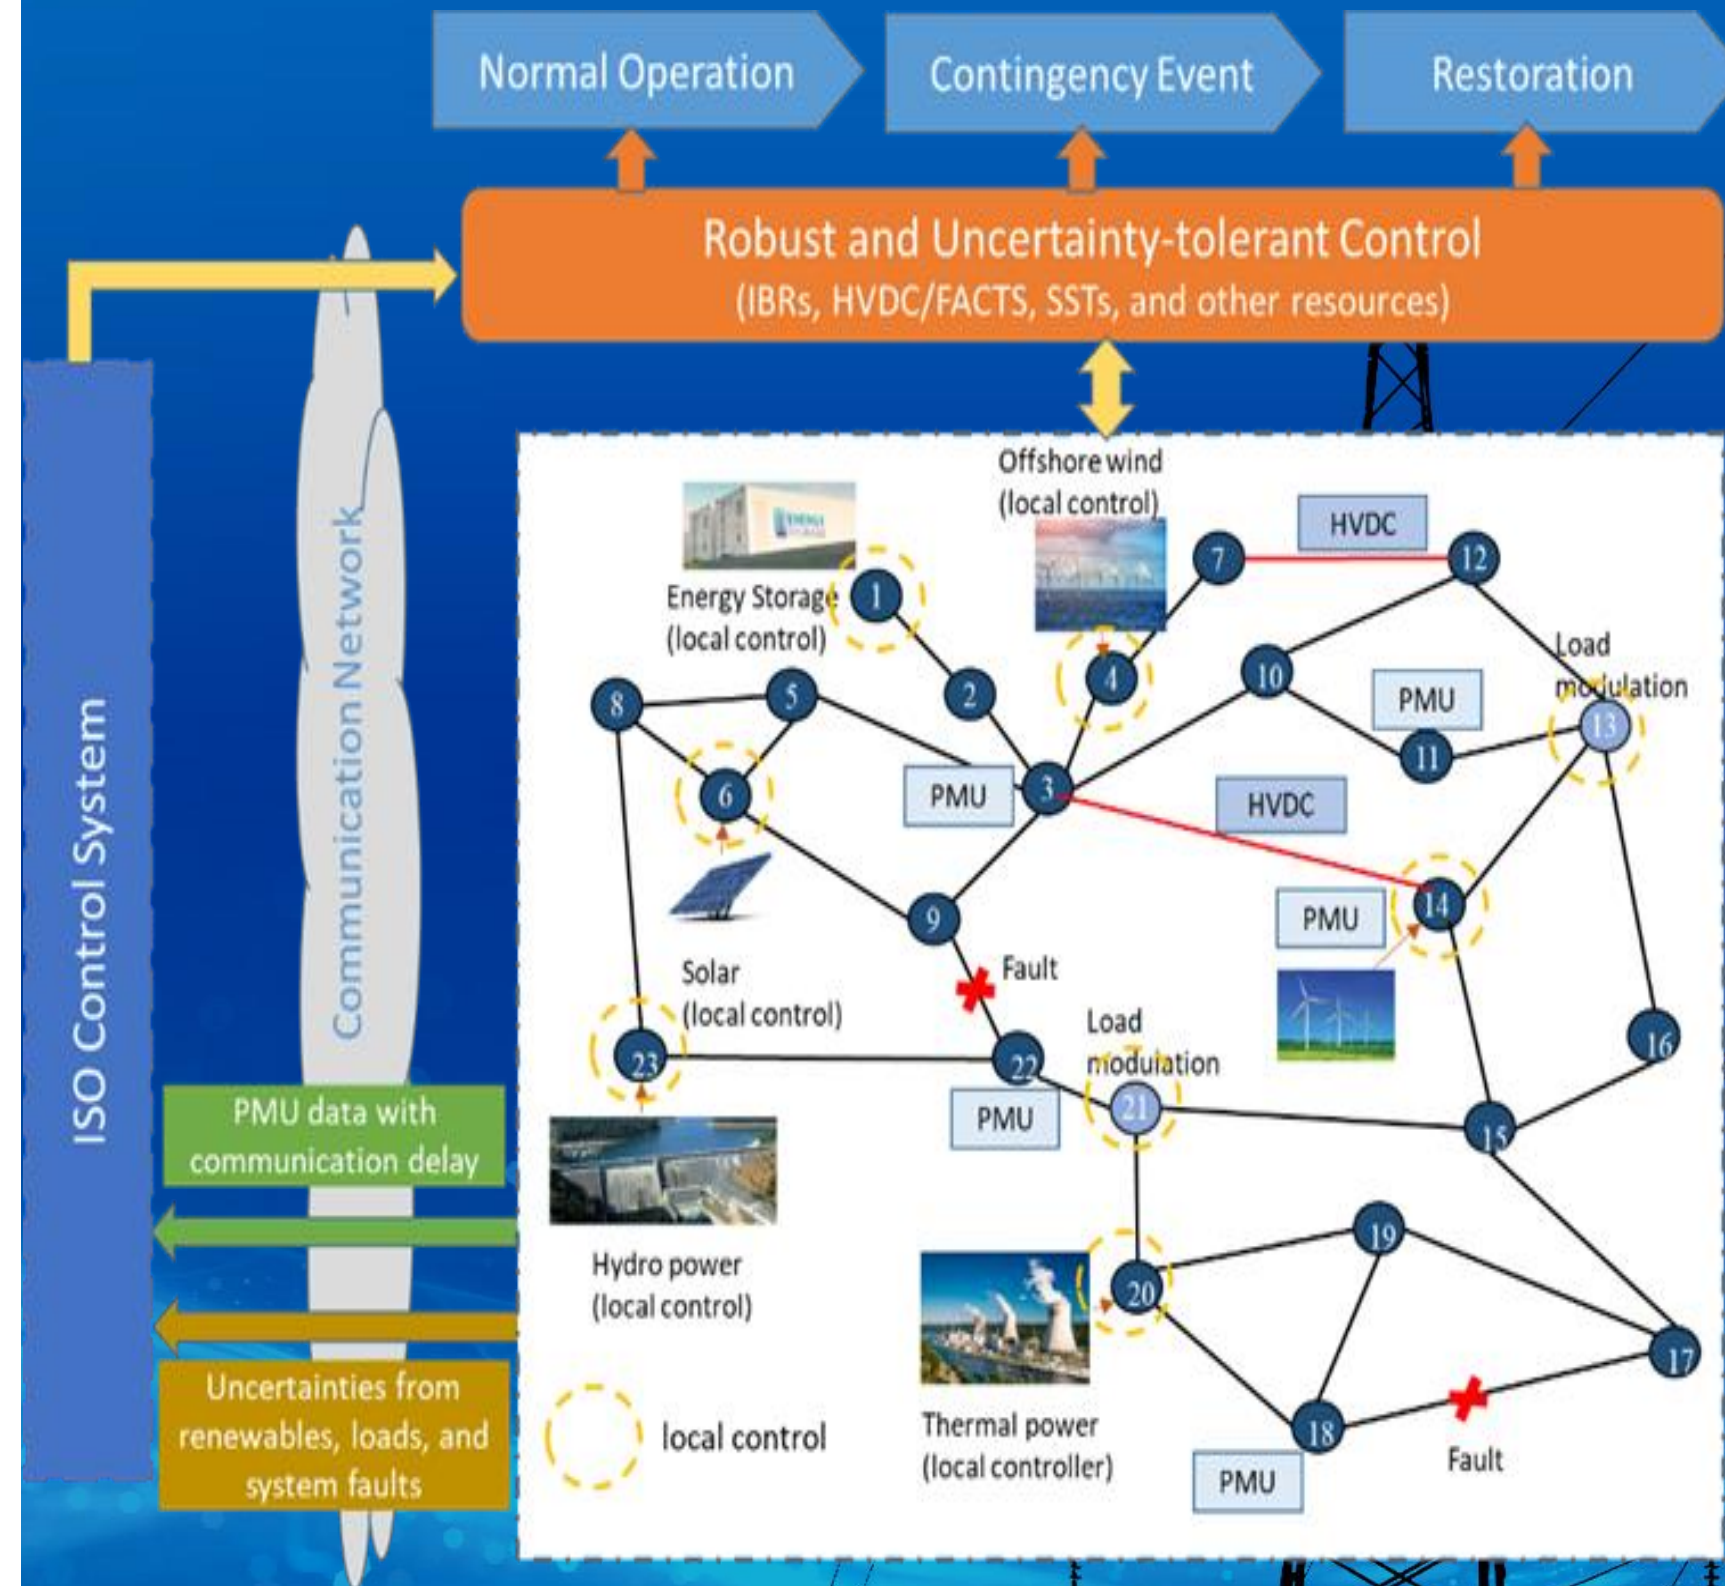 Normal Operation
Contingency Event
Restoration
Robust and Uncertainty-tolerant Control
(IBRs, HVDC/FACTS, SSTs, and other resources)
ISO Control System
Communication Network
PMU data with
communication delay
Uncertainties from
renewables, loads, and
system faults
Offshore wind
(local control)
ENERGY
HVDC
7
12
1
Energy Storage
(local control)
Load
modulation
4
10
PMU
8
5
2
13
11
PMU
3
6
HVDC
9
PMU
14
Fault
Solar
(local control)
Load
modulation
16
23
22
21
PMU
15
Hydro power
(local control)
19
20
17
local control
Thermal power
(local controller)
18
Fault
PMU